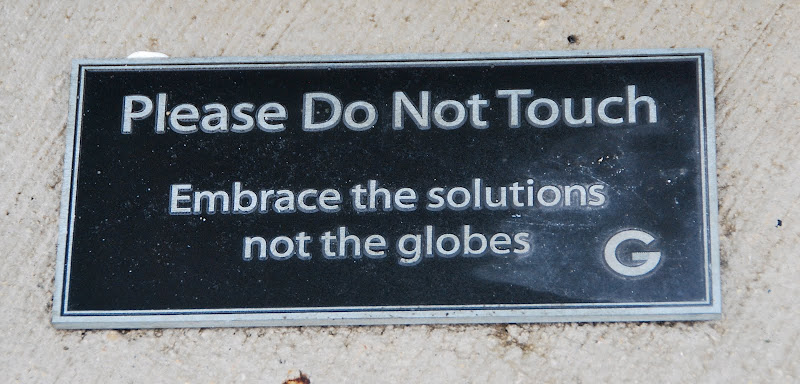 Please Do Not Touch
Embrace the solutions
not the globes
G